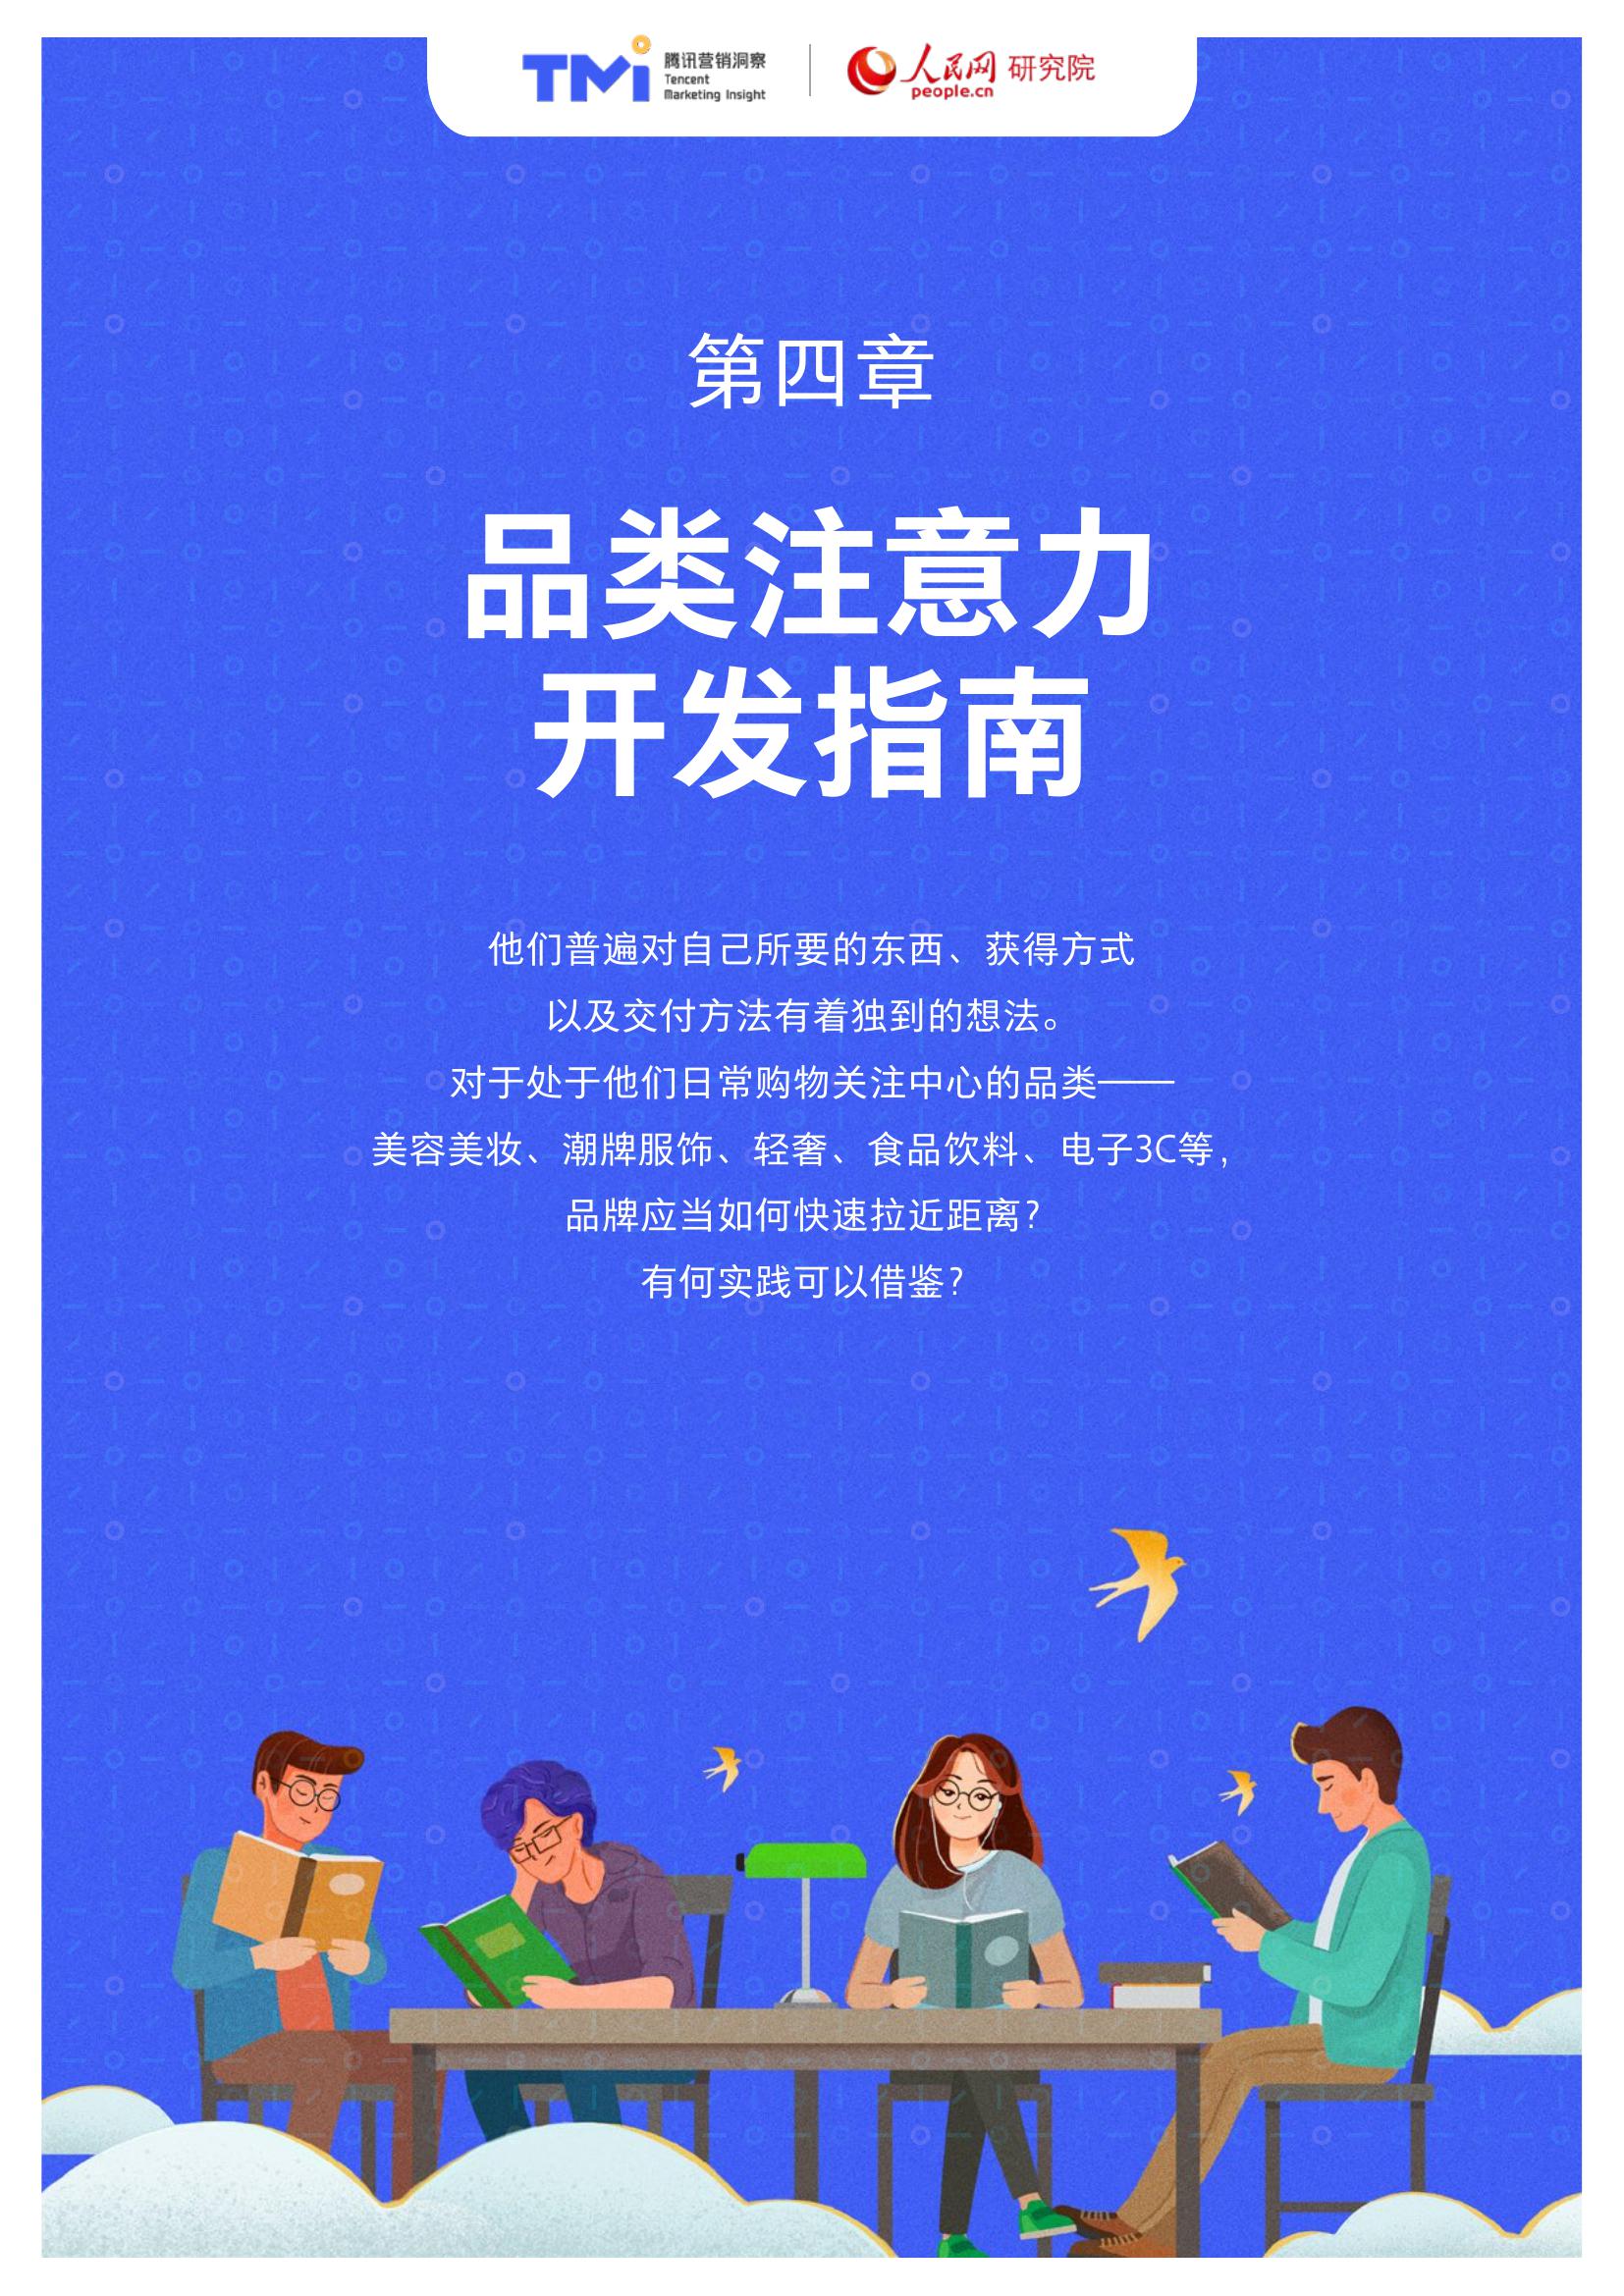 TMI
腾讯营销洞察
Tencent
Marketing Insight
人民网 研究院
people.cn
第四章
品类注意力
开发指南
他们普遍对自己所要的东西、获得方式
以及交付方法有着独到的想法。
对于处于他们日常购物关注中心的品类——
美容美妆、潮牌服饰、轻奢、食品饮料、电子3C等，
品牌应当如何快速拉近距离？
有何实践可以借鉴？